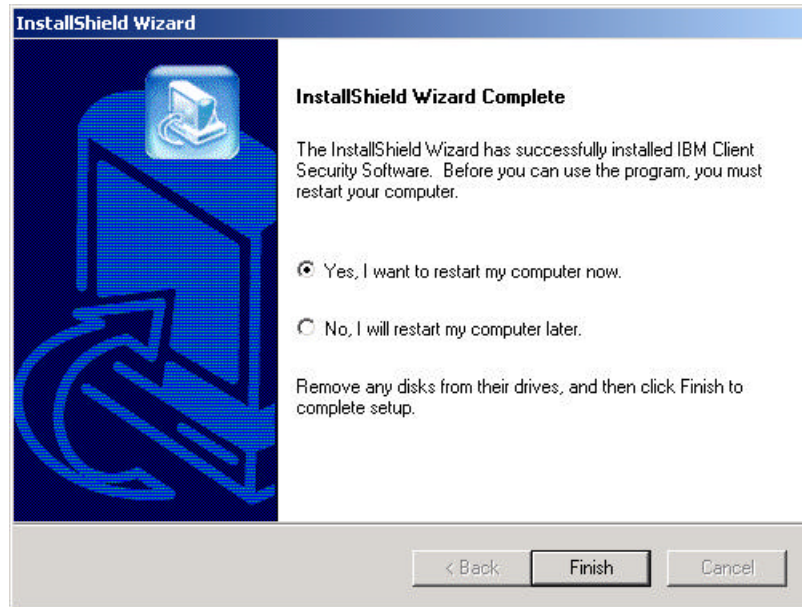 InstallShield Wizard
InstallShield Wizard Complete
The InstallShield Wizard has successfully installed IBM Client
Security Software.  Before you can use the program, you must
restart your computer.
Yes, I want to restart my computer now.
No, I will restart my computer later.
Remove any disks from their drives, and then click Finish to
complete setup.
< Back
Finish
Cancel